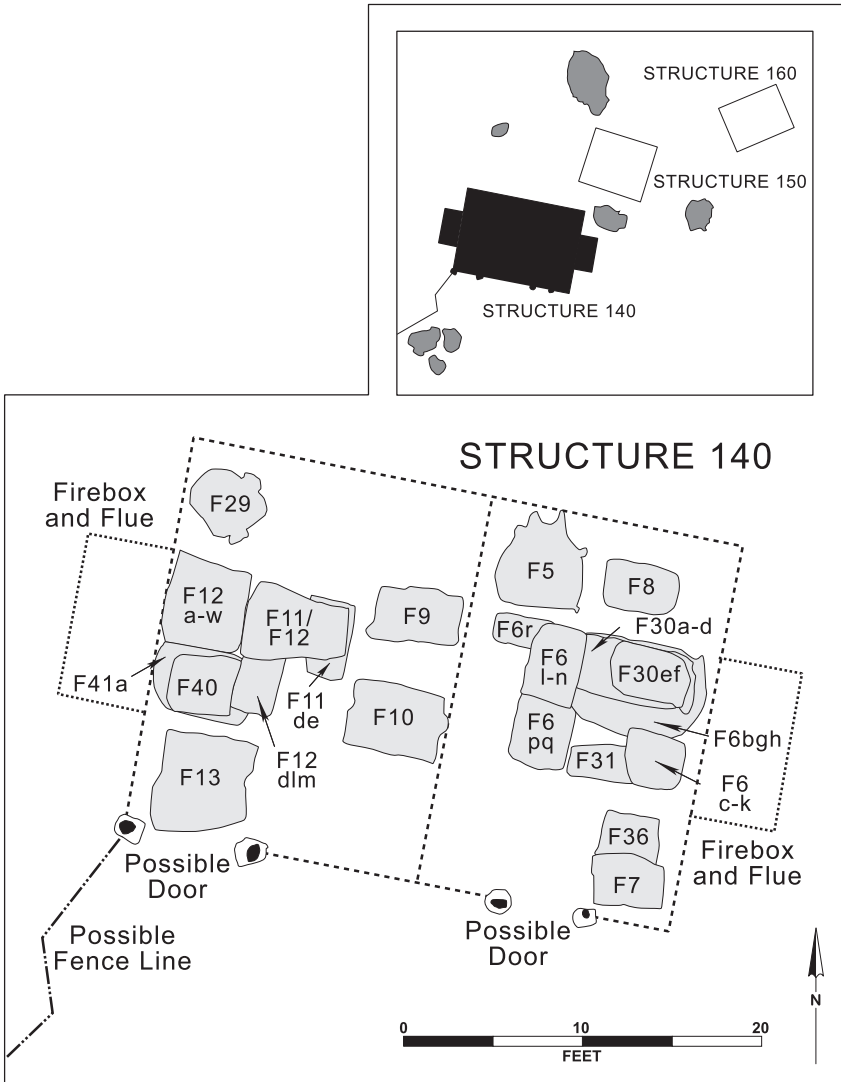 STRUCTURE 160
STRUCTURE 150
STRUCTURE 140
STRUCTURE 140
Firebox
and Flue
F29
F5
F8
F12
a-w
F11/
F12
F9
F6r
F30a-d
F6
l-n
F30ef
F41a
F40
F11
de
F10
F6
pq
F6bgh
F12
dlm
F13
F31
F6
c-k
F36
F7
Firebox
and Flue
Possible
Door
Possible
Door
Possible
Fence Line
N
0
10
20
FEET